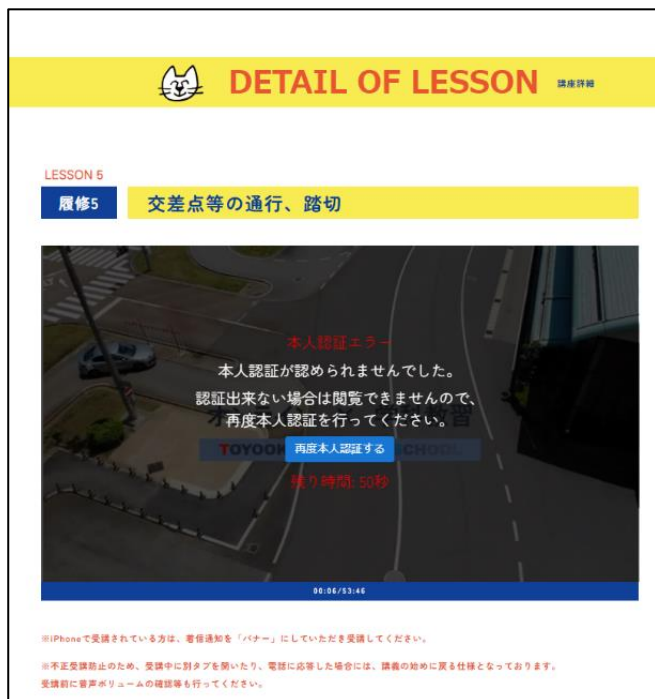 DETAIL OF LESSON 講座詳細
LESSON 5
履修5 交差点等の通行、踏切
本人認証エラー
本人認証が認められませんでした。
認証出来ない場合は閲覧できませんので、
再度本人認証を行ってください。
再度本人認証する
残り時間: 50秒
00:06/53:46
※iPhoneで受講されている方は、着信通知を「バナー」にしていただき受講してください。
※不正受講防止のため、受講中に別タブを開いたり、電話に応答した場合には、講義の始めに戻る仕様となっております。
受講前に音声ボリュームの確認等も行ってください。